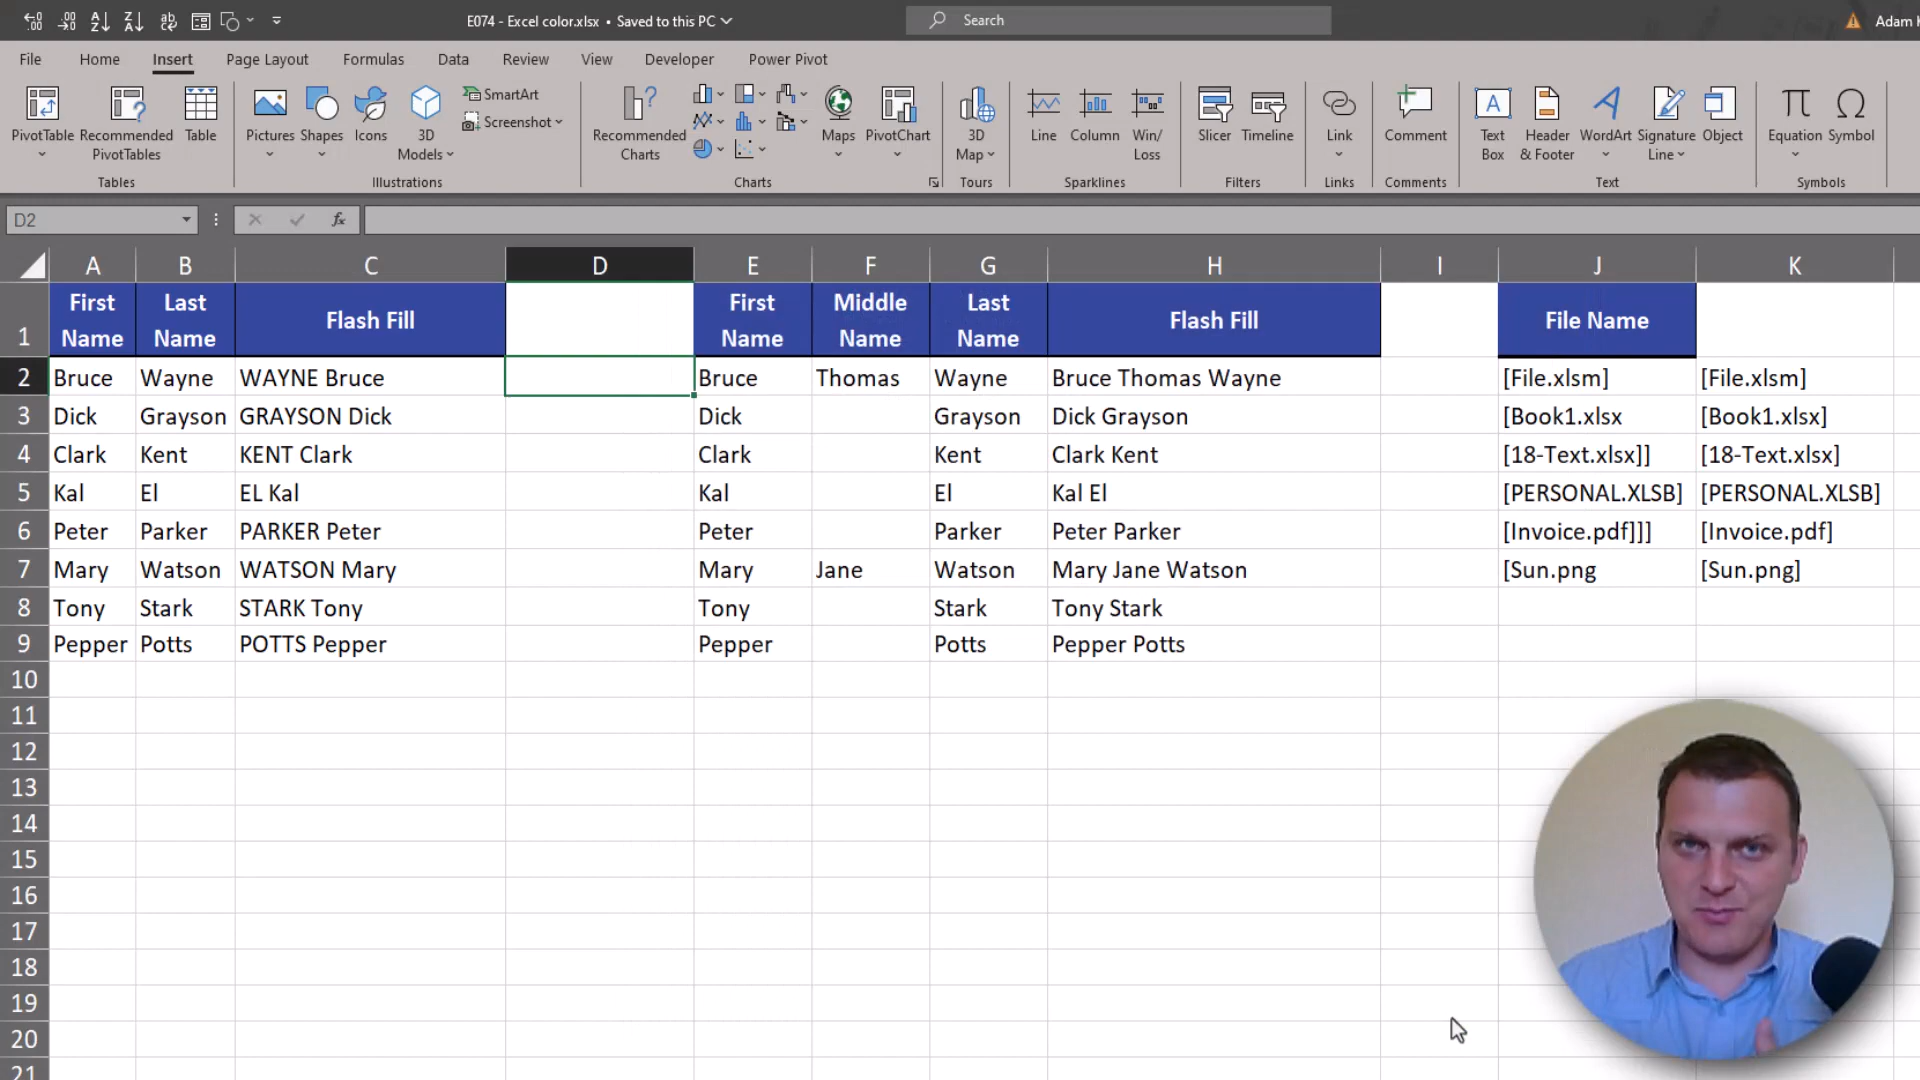 E074 - Excel color.xlsx • Saved to this PC
Search
Adam
File Home Insert Page Layout Formulas Data Review View Developer Power Pivot
PivotTable
Recommended
PivotTables
Table
Tables
Pictures
Shapes
Icons
3D
Models
SmartArt
Screenshot
Illustrations
Recommended
Charts
Maps
PivotChart
Charts
3D
Map
Tours
Line
Column
Win/
Loss
Sparklines
Slicer
Timeline
Filters
Link
Links
Comment
Comments
Text
Box
Header
& Footer
WordArt
Signature
Line
Object
Text
Equation
Symbol
Symbols
D2
fx
A B C D E F G H I J K
1 First Name Last Name Flash Fill First Name Middle Name Last Name Flash Fill File Name
2 Bruce Wayne WAYNE Bruce Bruce Thomas Wayne Bruce Thomas Wayne [File.xlsm] [File.xlsm]
3 Dick Grayson GRAYSON Dick Dick Grayson Dick Grayson [Book1.xlsx [Book1.xlsx]
4 Clark Kent KENT Clark Clark Kent Clark Kent [18-Text.xlsx]] [18-Text.xlsx]
5 Kal El EL Kal Kal El Kal El [PERSONAL.XLSB] [PERSONAL.XLSB]
6 Peter Parker PARKER Peter Peter Parker Peter Parker [Invoice.pdf]]] [Invoice.pdf]
7 Mary Watson WATSON Mary Mary Jane Watson Mary Jane Watson [Sun.png [Sun.png]
8 Tony Stark STARK Tony Tony Stark Tony Stark
9 Pepper Potts POTTS Pepper Pepper Potts Pepper Potts
10
11
12
13
14
15
16
17
18
19
20
21